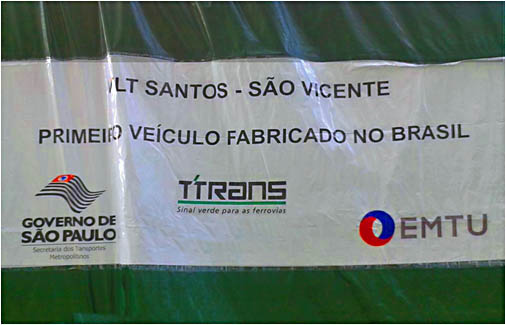 VLT SANTOS - SÃO VICENTE
PRIMEIRO VEÍCULO FABRICADO NO BRASIL
GOVERNO DE
SÃO PAULO
Secretaria dos Transportes
Metropolitanos
TTRANS
Sinal verde para as ferrovias
EMTU